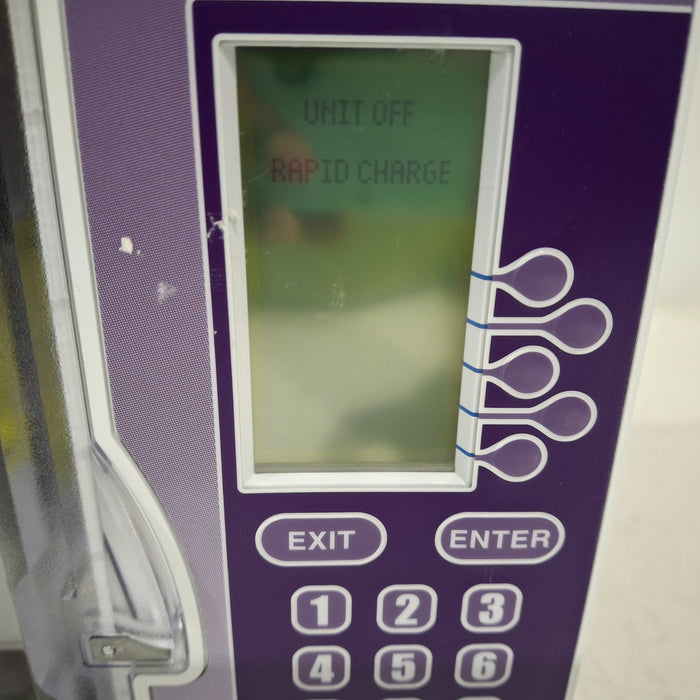 UNIT OFF
RAPID CHARGE
EXIT ENTER
1 2 3
4 5 6